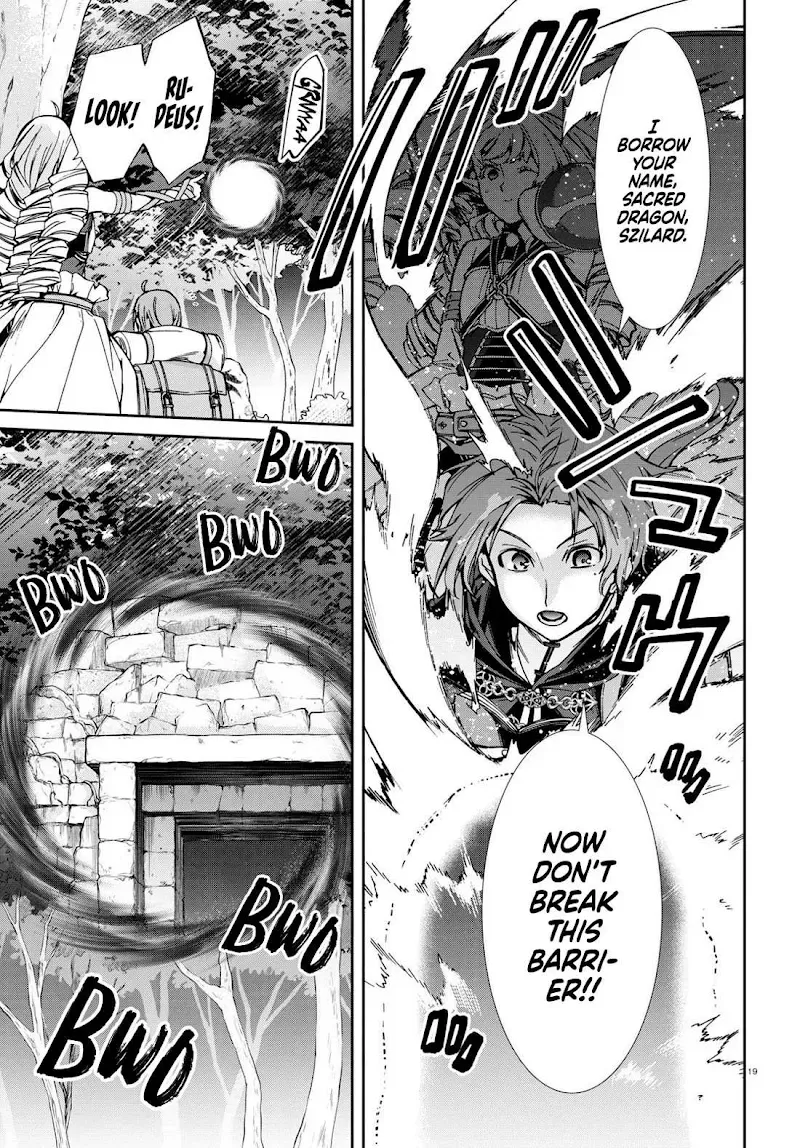 I
BORROW
YOUR
NAME,
SACRED
DRAGON,
SZILARD.
NOW
DON'T
BREAK
THIS
BARRI-
ER!!
RU-
DEUS!
LOOK!
BWO
BWO
BWO
BWO
BWO
19